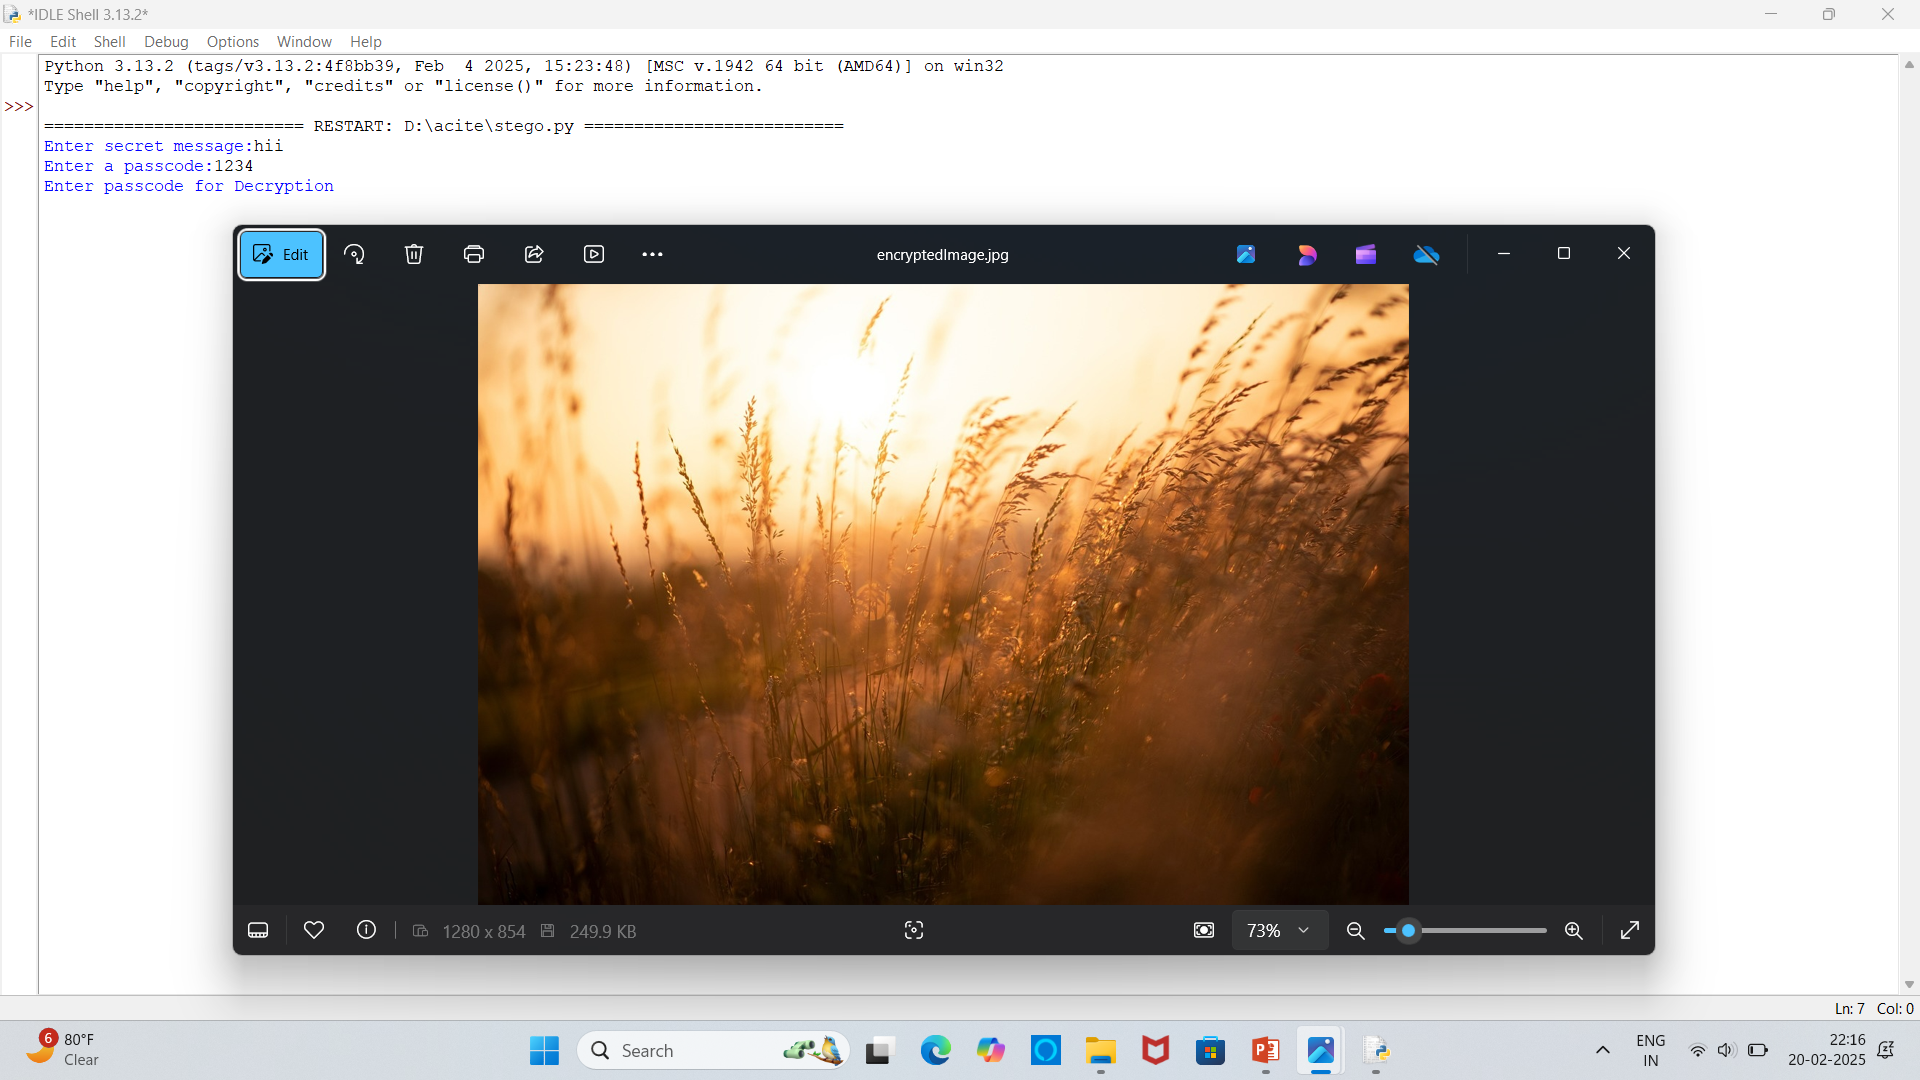 *IDLE Shell 3.13.2*
File Edit Shell Debug Options Window Help
Python 3.13.2 (tags/v3.13.2:4f8bb39, Feb  4 2025, 15:23:48) [MSC v.1942 64 bit (AMD64)] on win32
Type "help", "copyright", "credits" or "license()" for more information.
>>>
========================== RESTART: D:\acite\stego.py ==========================
Enter secret message:hii
Enter a passcode:1234
Enter passcode for Decryption
Edit
encryptedImage.jpg
1280 x 854 249.9 KB
73%
Ln: 7 Col: 0
6
80°F
Clear
Search
ENG
IN
22:16
20-02-2025